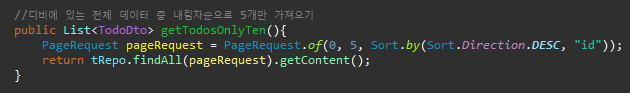 //디비에 있는 전체 데이터 중 내림차순으로 5개만 가져오기
public List<TodoDto> getTodosOnlyTen(){
    PageRequest pageRequest = PageRequest.of(0, 5, Sort.by(Sort.Direction.DESC, "id"));
    return tRepo.findAll(pageRequest).getContent();
}